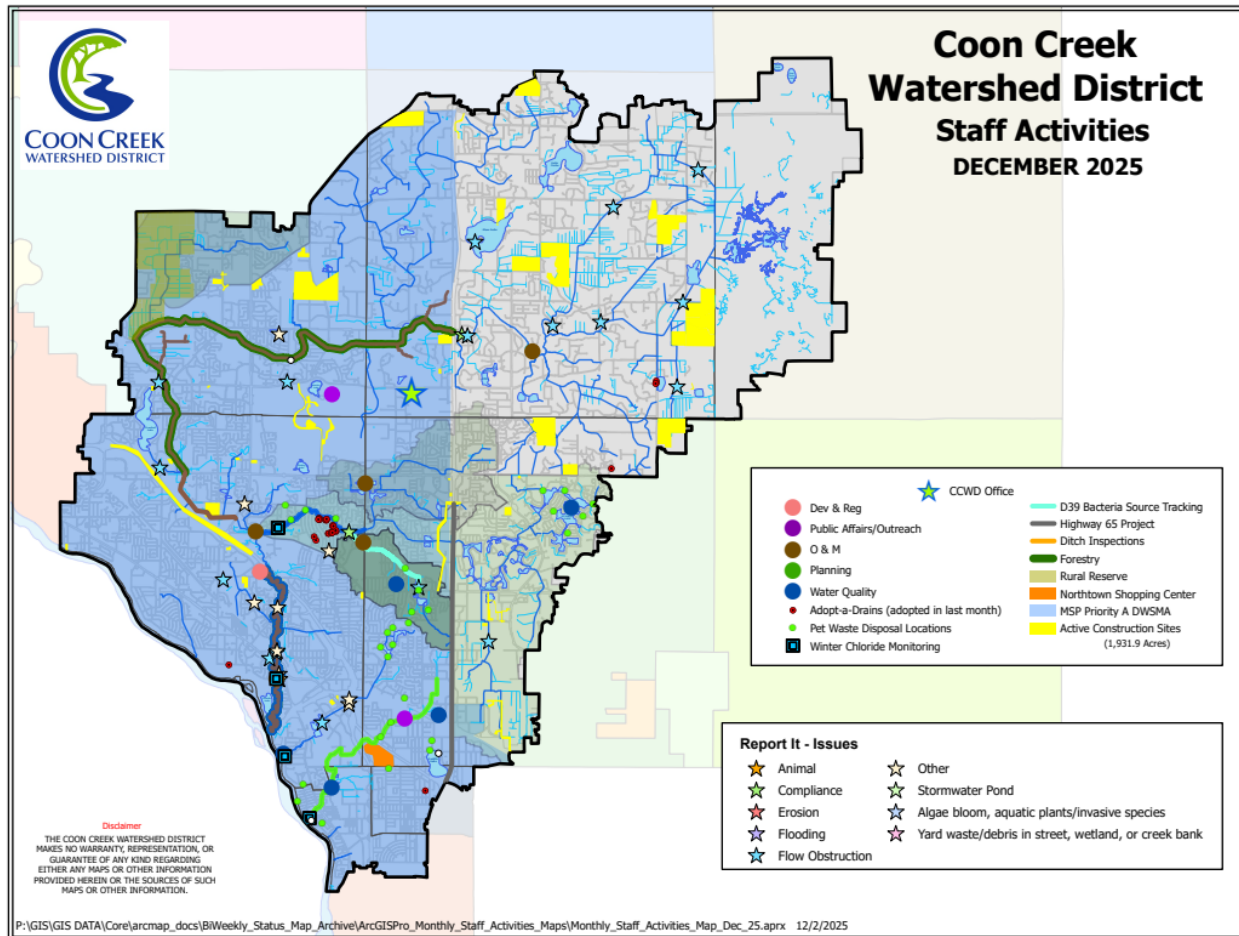 COON CREEK
WATERSHED DISTRICT
Coon Creek
Watershed District
Staff Activities
DECEMBER 2025
CCWD Office
Dev & Reg
Public Affairs/Outreach
O & M
Planning
Water Quality
Adopt-a-Drains (adopted in last month)
Pet Waste Disposal Locations
Winter Chloride Monitoring
D39 Bacteria Source Tracking
Highway 65 Project
Ditch Inspections
Forestry
Rural Reserve
Northtown Shopping Center
MSP Priority A DWSMA
Active Construction Sites
(1,931.9 Acres)
Report It - Issues
Animal
Compliance
Erosion
Flooding
Flow Obstruction
Other
Stormwater Pond
Algae bloom, aquatic plants/invasive species
Yard waste/debris in street, wetland, or creek bank
Disclaimer
THE COON CREEK WATERSHED DISTRICT
MAKES NO WARRANTY, REPRESENTATION, OR
GUARANTEE OF ANY KIND REGARDING
EITHER ANY MAPS OR OTHER INFORMATION
PROVIDED HEREIN OR THE SOURCES OF SUCH
MAPS OR OTHER INFORMATION.
P:\GIS\GIS DATA\Core\arcmap_docs\BiWeekly_Status_Map_Archive\ArcGISPro_Monthly_Staff_Activities_Maps\Monthly_Staff_Activities_Map_Dec_25.aprx 12/2/2025